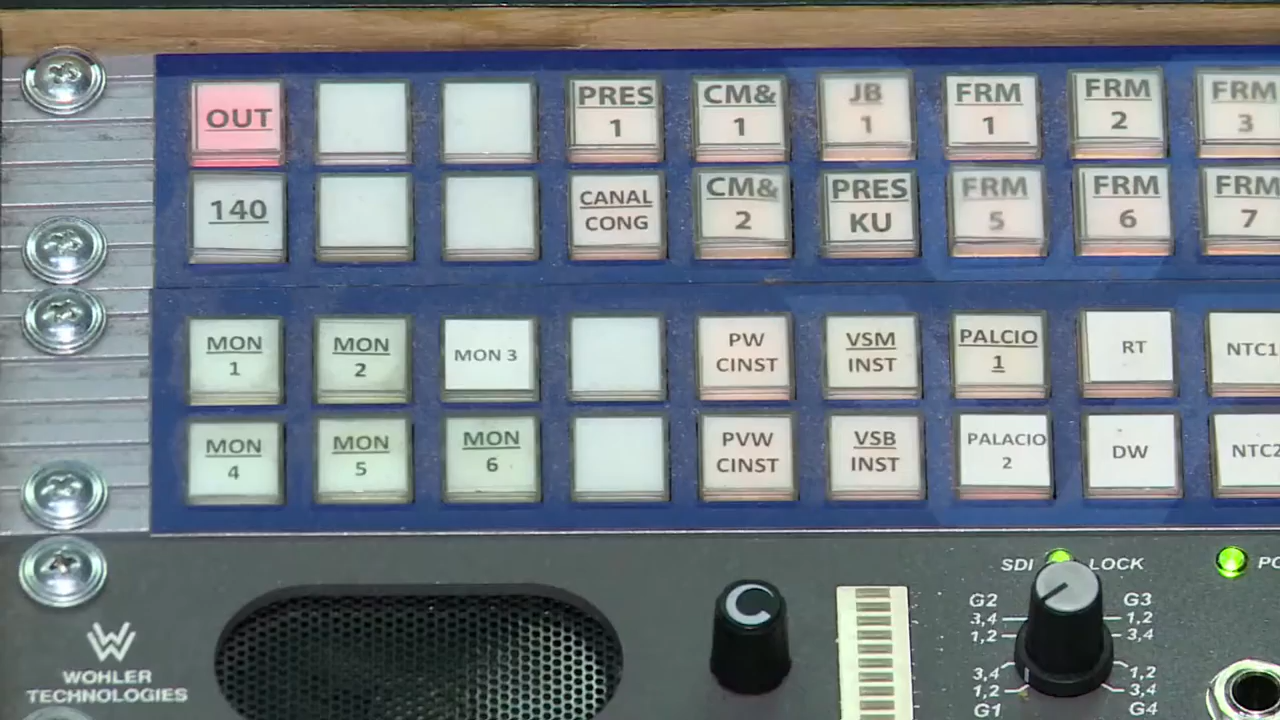 OUT
PRES 1
CM& 1
JB 1
FRM 1
FRM 2
FRM 3
140
CANAL CONG
CM& 2
PRES KU
FRM 5
FRM 6
FRM 7
MON 1
MON 2
MON 3
PW CINST
VSM INST
PALCIO 1
RT
NTC1
MON 4
MON 5
MON 6
PVW CINST
VSB INST
PALACIO 2
DW
NTC2
SDI LOCK
G2 G3
3,4 1,2
1,2 3,4
3,4 1,2
1,2 3,4
G1 G4
W
WOHLER
TECHNOLOGIES